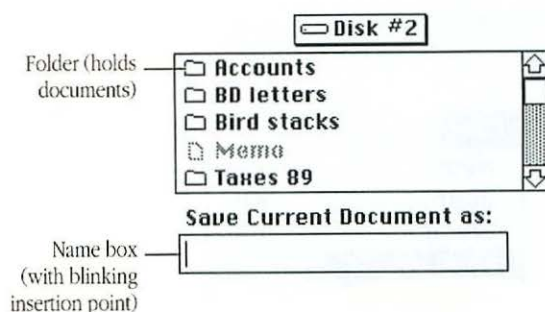 Disk #2
Folder (holds
documents)
Accounts
BD letters
Bird stacks
Memo
Taxes 89
Save Current Document as:
Name box
(with blinking
insertion point)